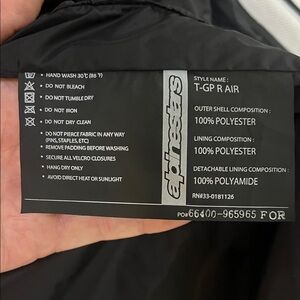 HAND WASH 30°C (86°F)
DO NOT BLEACH
DO NOT TUMBLE DRY
DO NOT IRON
DO NOT DRY CLEAN
• DO NOT PIERCE FABRIC IN ANY WAY
(PINS, STAPLES, ETC)
• REMOVE PADDING BEFORE WASHING
• SECURE ALL VELCRO CLOSURES
• HANG DRY ONLY
• AVOID DIRECT HEAT OR SUNLIGHT
alpinestars
STYLE NAME :
T-GP R AIR
OUTER SHELL COMPOSITION :
100% POLYESTER
LINING COMPOSITION :
100% POLYESTER
DETACHABLE LINING COMPOSITION :
100% POLYAMIDE
RN#33-0181126
PO#66400-965965 FOR